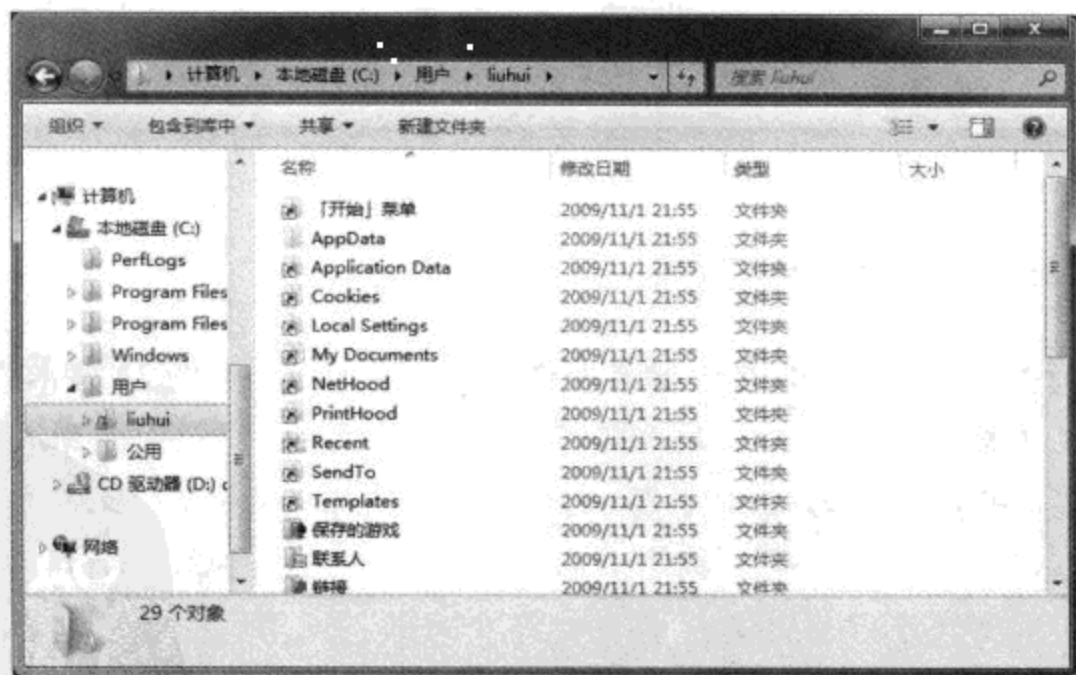 计算机 ▸ 本地磁盘 (C:) ▸ 用户 ▸ liuhui ▸
搜索 liuhui
组织 包含到库中 共享 新建文件夹
计算机
本地磁盘 (C:)
PerfLogs
Program Files
Program Files
Windows
用户
liuhui
公用
CD 驱动器 (D:) c
网络
名称 修改日期 类型 大小
「开始」菜单 2009/11/1 21:55 文件夹
AppData 2009/11/1 21:55 文件夹
Application Data 2009/11/1 21:55 文件夹
Cookies 2009/11/1 21:55 文件夹
Local Settings 2009/11/1 21:55 文件夹
My Documents 2009/11/1 21:55 文件夹
NetHood 2009/11/1 21:55 文件夹
PrintHood 2009/11/1 21:55 文件夹
Recent 2009/11/1 21:55 文件夹
SendTo 2009/11/1 21:55 文件夹
Templates 2009/11/1 21:55 文件夹
保存的游戏 2009/11/1 21:55 文件夹
联系人 2009/11/1 21:55 文件夹
链接 2009/11/1 21:55 文件夹
29 个对象